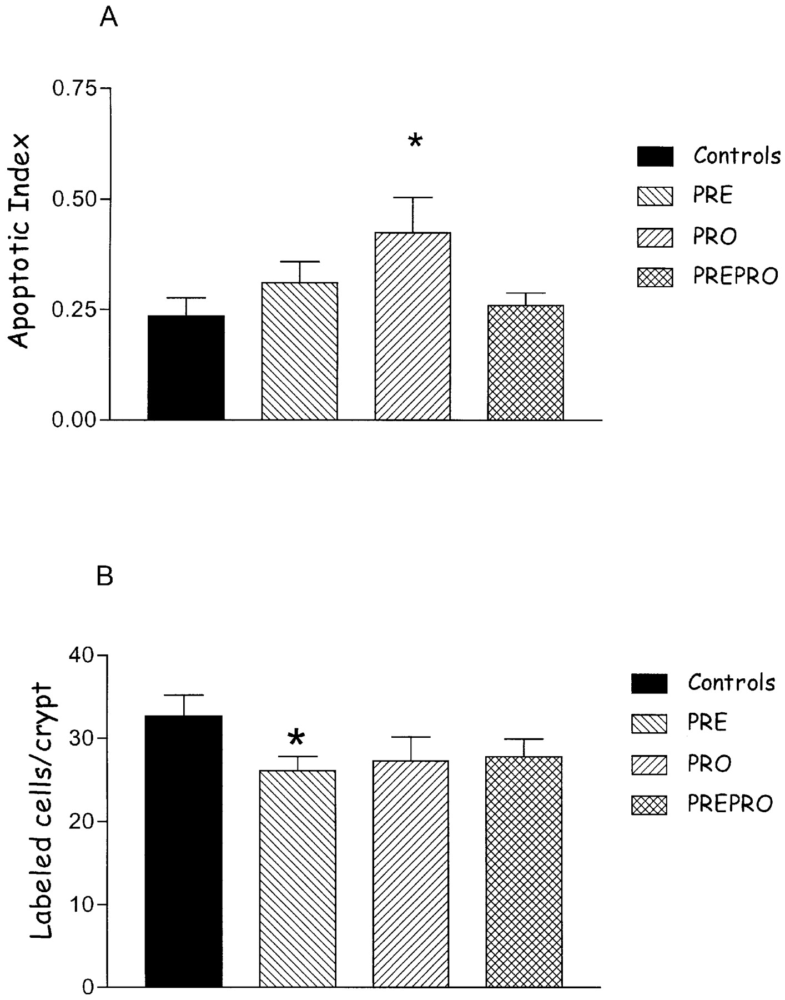 A
0.75
0.50
0.25
0.00
Apoptotic Index
*
Controls
PRE
PRO
PREPRO
B
40
30
20
10
0
Labeled cells/crypt
*
Controls
PRE
PRO
PREPRO